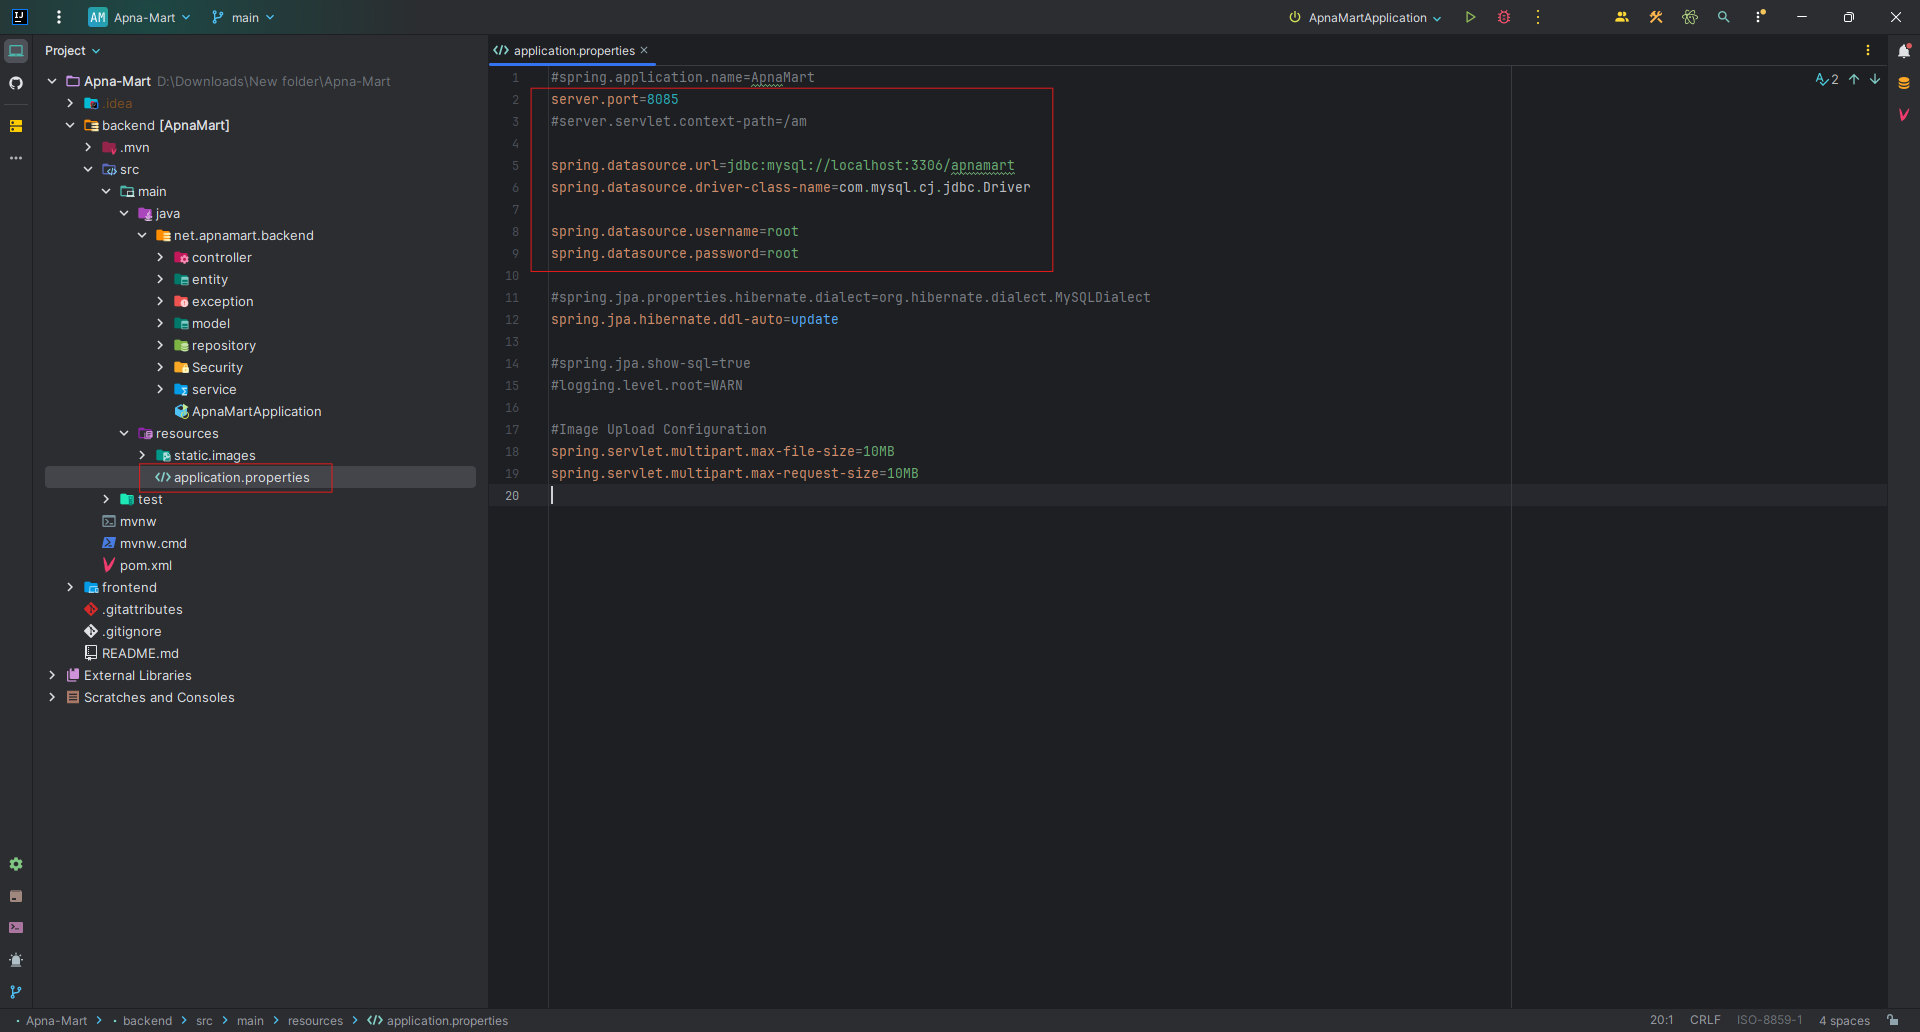 IJ
AM Apna-Mart
main
ApnaMartApplication
Project
Apna-Mart D:\Downloads\New folder\Apna-Mart
.idea
backend [ApnaMart]
.mvn
src
main
java
net.apnamart.backend
controller
entity
exception
model
repository
Security
service
ApnaMartApplication
resources
static.images
application.properties
test
mvnw
mvnw.cmd
pom.xml
frontend
.gitattributes
.gitignore
README.md
External Libraries
Scratches and Consoles
application.properties
2
1 #spring.application.name=ApnaMart
2 server.port=8085
3 #server.servlet.context-path=/am
4
5 spring.datasource.url=jdbc:mysql://localhost:3306/apnamart
6 spring.datasource.driver-class-name=com.mysql.cj.jdbc.Driver
7
8 spring.datasource.username=root
9 spring.datasource.password=root
10
11 #spring.jpa.properties.hibernate.dialect=org.hibernate.dialect.MySQLDialect
12 spring.jpa.hibernate.ddl-auto=update
13
14 #spring.jpa.show-sql=true
15 #logging.level.root=WARN
16
17 #Image Upload Configuration
18 spring.servlet.multipart.max-file-size=10MB
19 spring.servlet.multipart.max-request-size=10MB
20
Apna-Mart > backend > src > main > resources > application.properties
20:1 CRLF ISO-8859-1 4 spaces